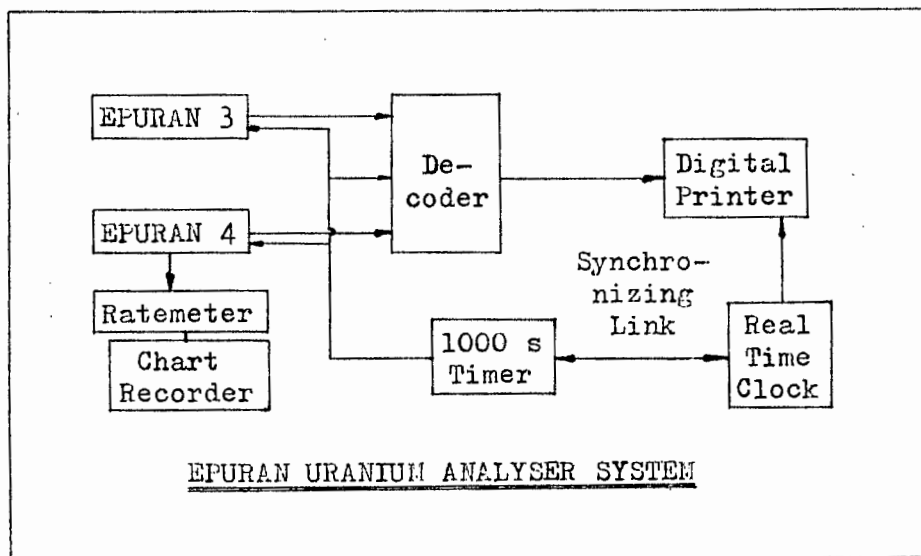 EPURAN 3
EPURAN 4
Ratemeter
Chart
Recorder
De-
coder
1000 s
Timer
Synchro-
nizing
Link
Digital
Printer
Real
Time
Clock
EPURAN URANIUM ANALYSER SYSTEM